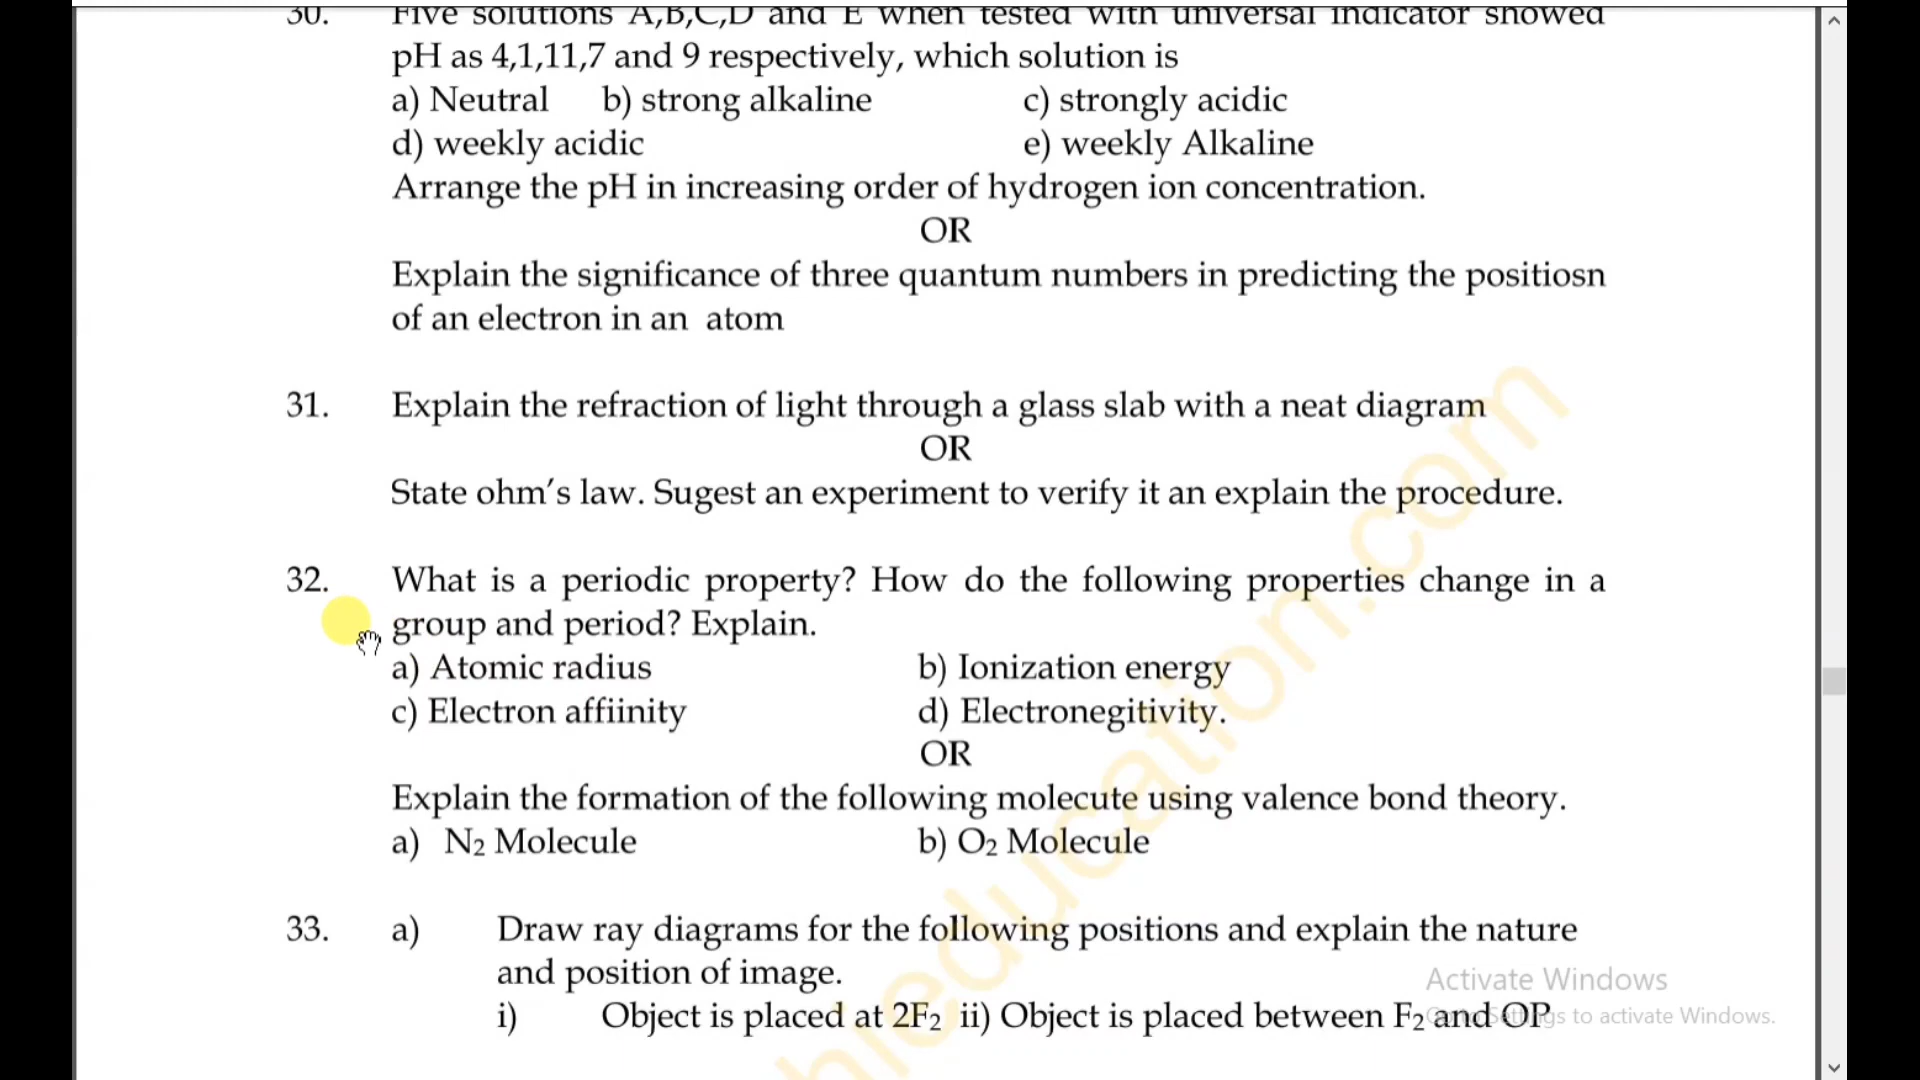 30. Five solutions A,B,C,D and E when tested with universal indicator showed
pH as 4,1,11,7 and 9 respectively, which solution is
a) Neutral b) strong alkaline c) strongly acidic
d) weekly acidic e) weekly Alkaline
Arrange the pH in increasing order of hydrogen ion concentration.
OR
Explain the significance of three quantum numbers in predicting the positiosn
of an electron in an atom
31. Explain the refraction of light through a glass slab with a neat diagram
OR
State ohm's law. Sugest an experiment to verify it an explain the procedure.
32. What is a periodic property? How do the following properties change in a
group and period? Explain.
a) Atomic radius b) Ionization energy
c) Electron affiinity d) Electronegitivity.
OR
Explain the formation of the following molecute using valence bond theory.
a) N₂ Molecule b) O₂ Molecule
33. a) Draw ray diagrams for the following positions and explain the nature
and position of image.
i) Object is placed at 2F₂ ii) Object is placed between F₂ and OP
Activate Windows
Go to Settings to activate Windows.